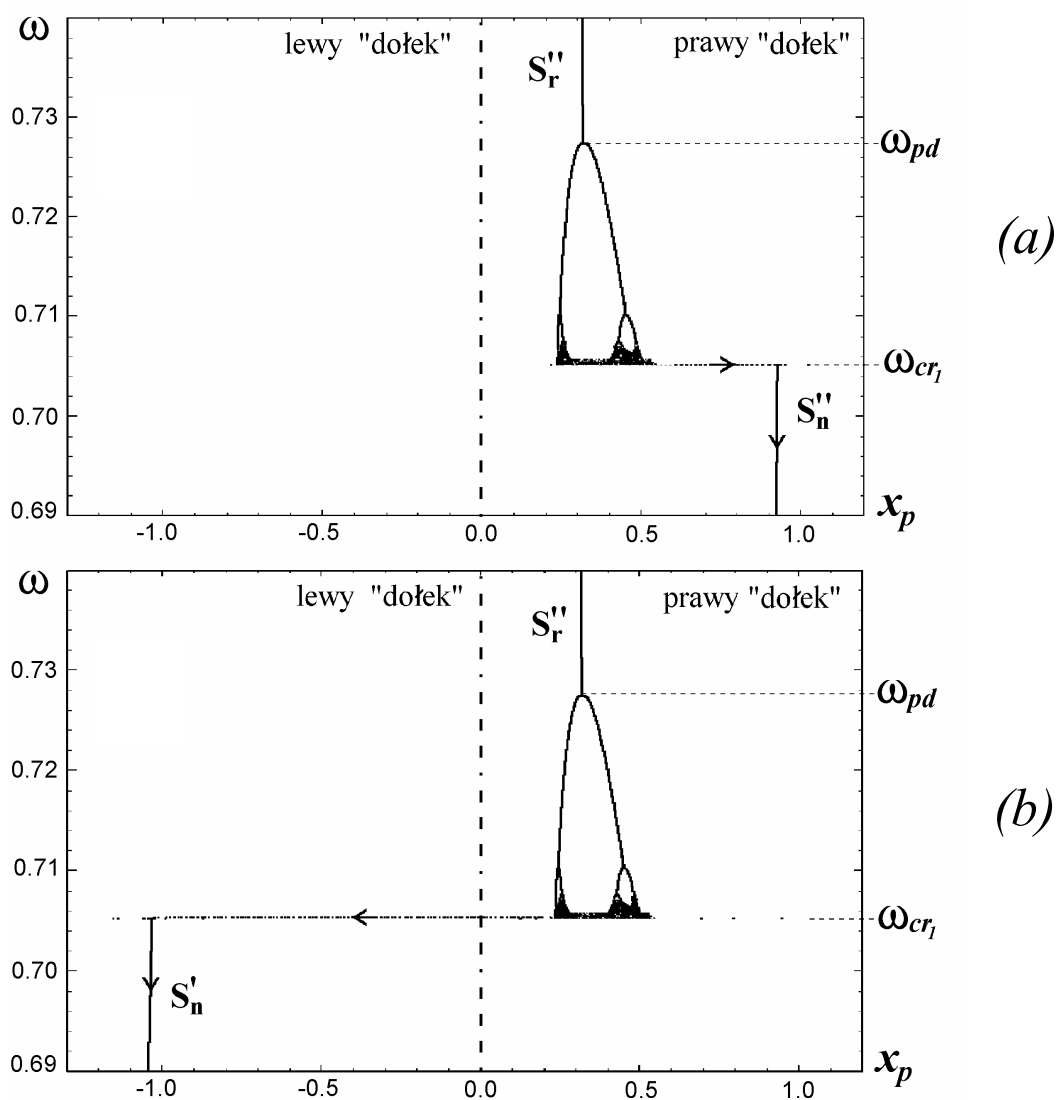 ω lewy "dołek" prawy "dołek"
S''r
0.73
ωpd
0.72
(a)
0.71
ωcr1
0.70
S''n
0.69
xp
-1.0 -0.5 0.0 0.5 1.0
ω lewy "dołek" prawy "dołek"
S''r
0.73
ωpd
0.72
(b)
0.71
ωcr1
0.70
S'n
0.69
xp
-1.0 -0.5 0.0 0.5 1.0